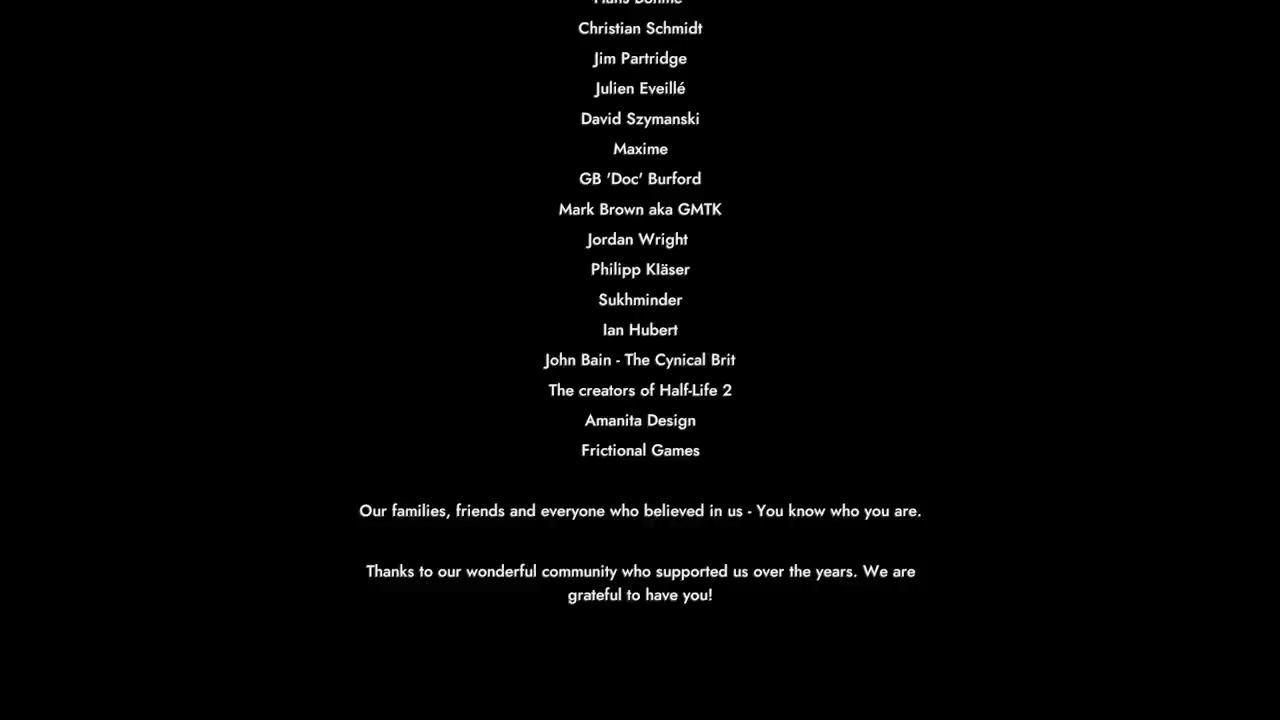 Christian Schmidt
Jim Partridge
Julien Eveillé
David Szymanski
Maxime
GB 'Doc' Burford
Mark Brown aka GMTK
Jordan Wright
Philipp Kläser
Sukhminder
Ian Hubert
John Bain - The Cynical Brit
The creators of Half-Life 2
Amanita Design
Frictional Games
Our families, friends and everyone who believed in us - You know who you are.
Thanks to our wonderful community who supported us over the years. We are
grateful to have you!